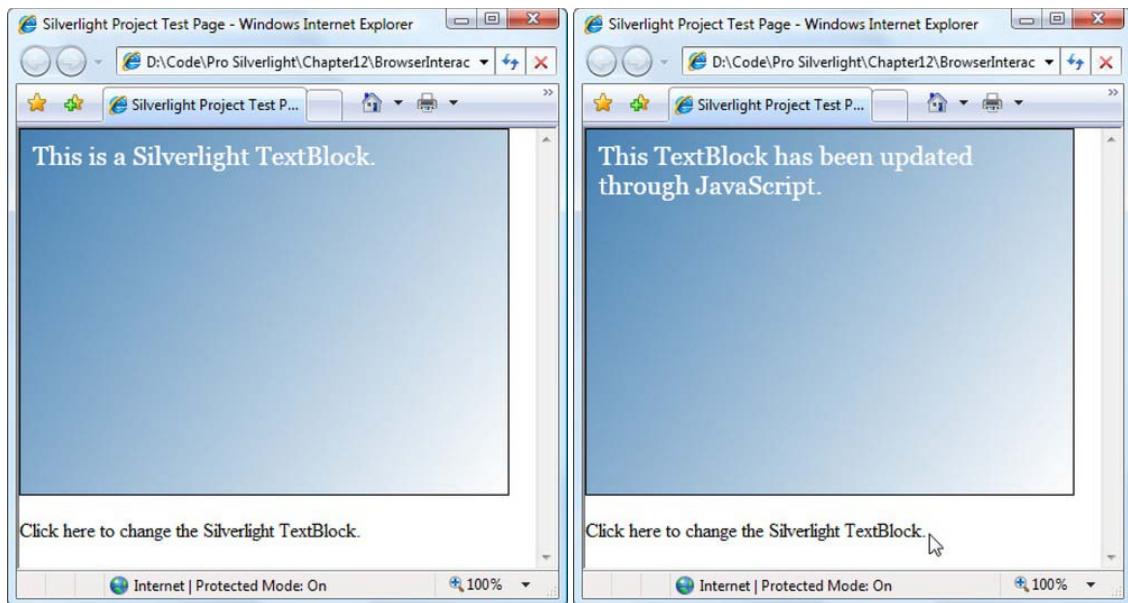 Silverlight Project Test Page - Windows Internet Explorer
D:\Code\Pro Silverlight\Chapter12\BrowserInterac
Silverlight Project Test P...
This is a Silverlight TextBlock.
Click here to change the Silverlight TextBlock.
Internet | Protected Mode: On
100%
Silverlight Project Test Page - Windows Internet Explorer
D:\Code\Pro Silverlight\Chapter12\BrowserInterac
Silverlight Project Test P...
This TextBlock has been updated
through JavaScript.
Click here to change the Silverlight TextBlock.
Internet | Protected Mode: On
100%